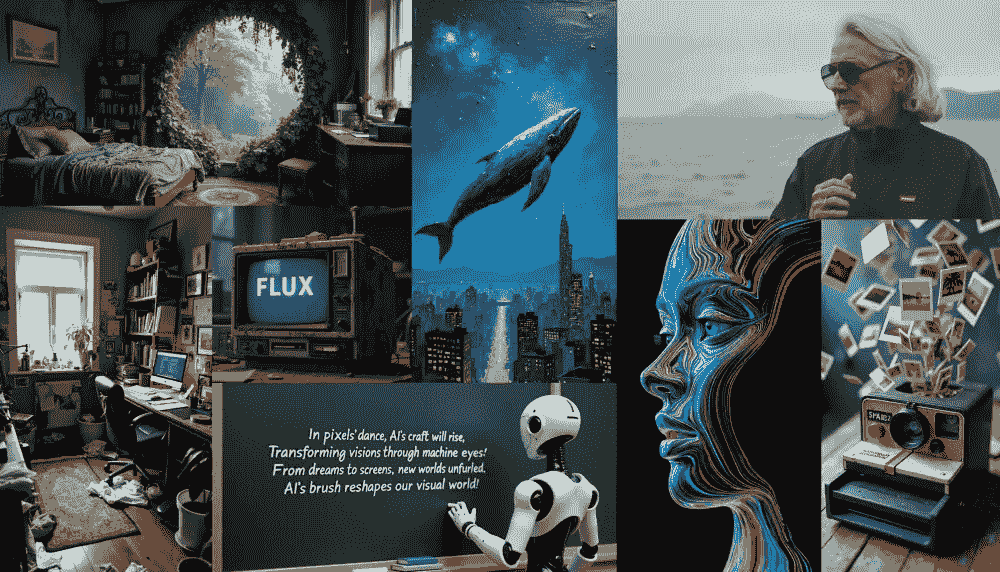 FLUX
In pixels' dance, AI's craft will rise,
Transforming visions through machine eyes!
From dreams to screens, new worlds unfurled.
AI's brush reshapes our visual world!